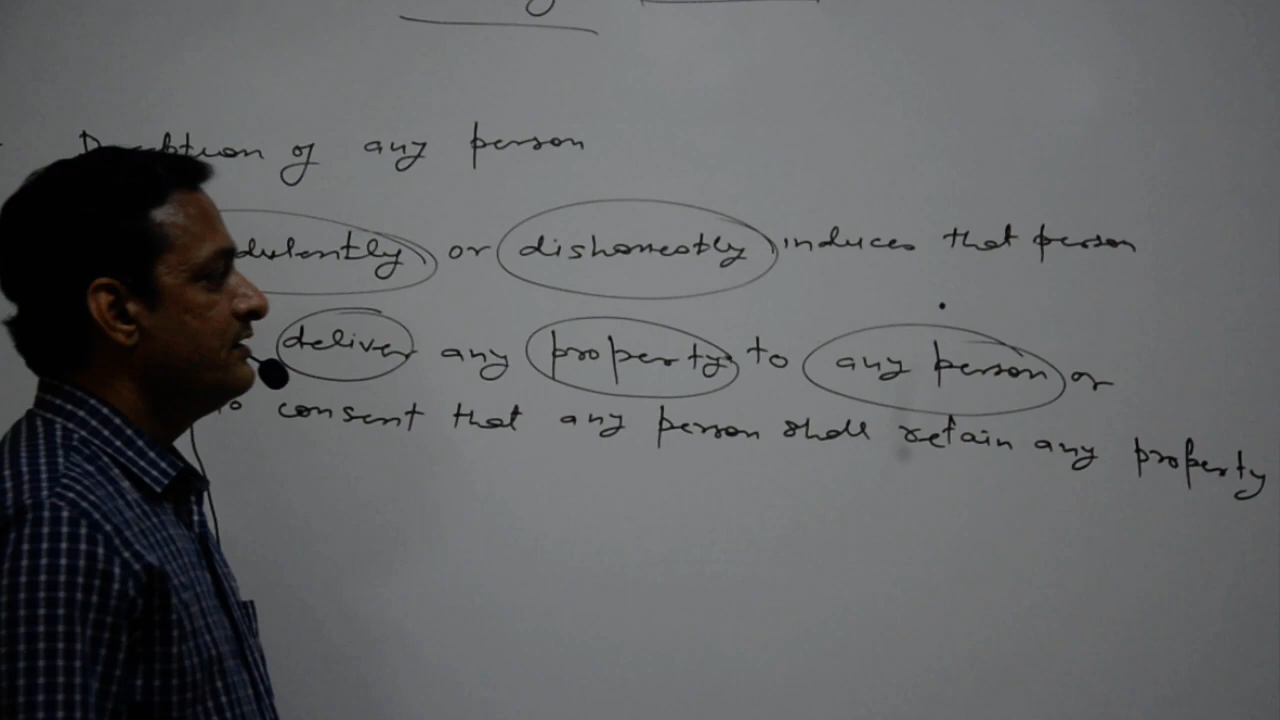 of any person
or dishonestly induces that person
deliver any property to any person or
to consent that any person shall retain any property